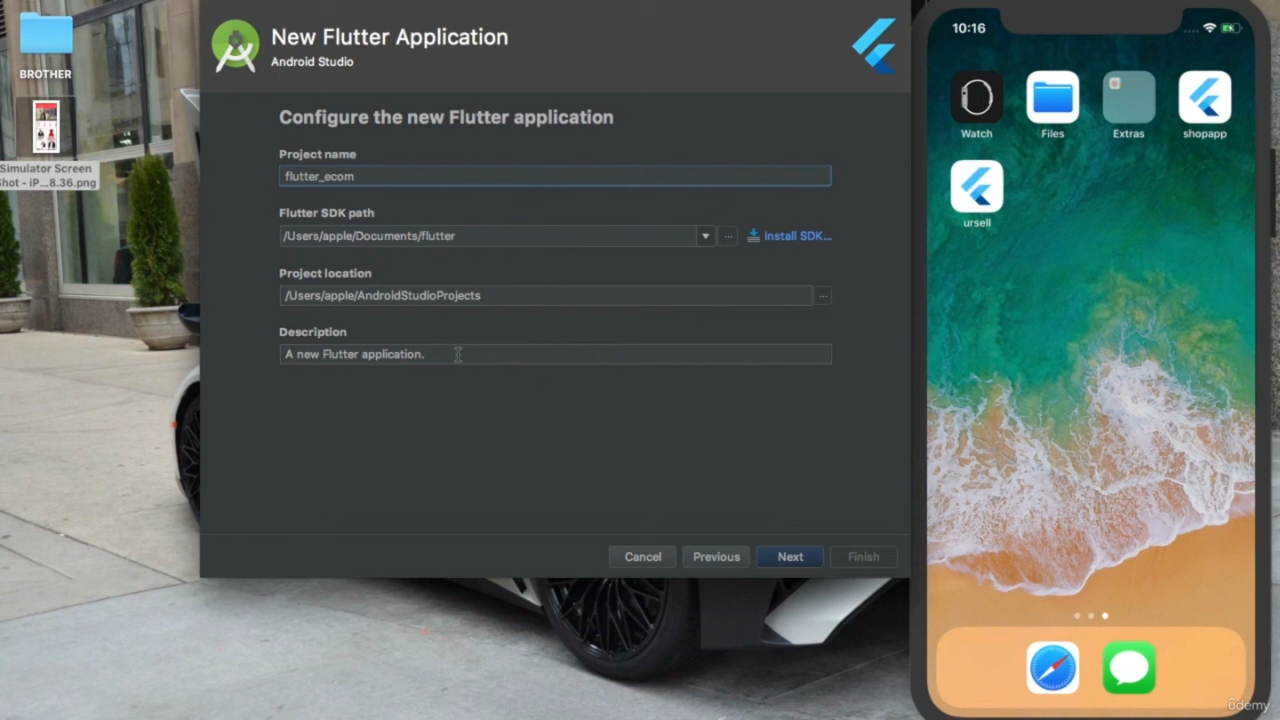 BROTHER
Simulator Screen
Shot - iP...8.36.png
New Flutter Application
Android Studio
Configure the new Flutter application
Project name
flutter_ecom
Flutter SDK path
/Users/apple/Documents/flutter
...
Install SDK...
Project location
/Users/apple/AndroidStudioProjects
...
Description
A new Flutter application.
Cancel
Previous
Next
Finish
10:16
Watch
Files
Extras
shopapp
ursell
ûdemy